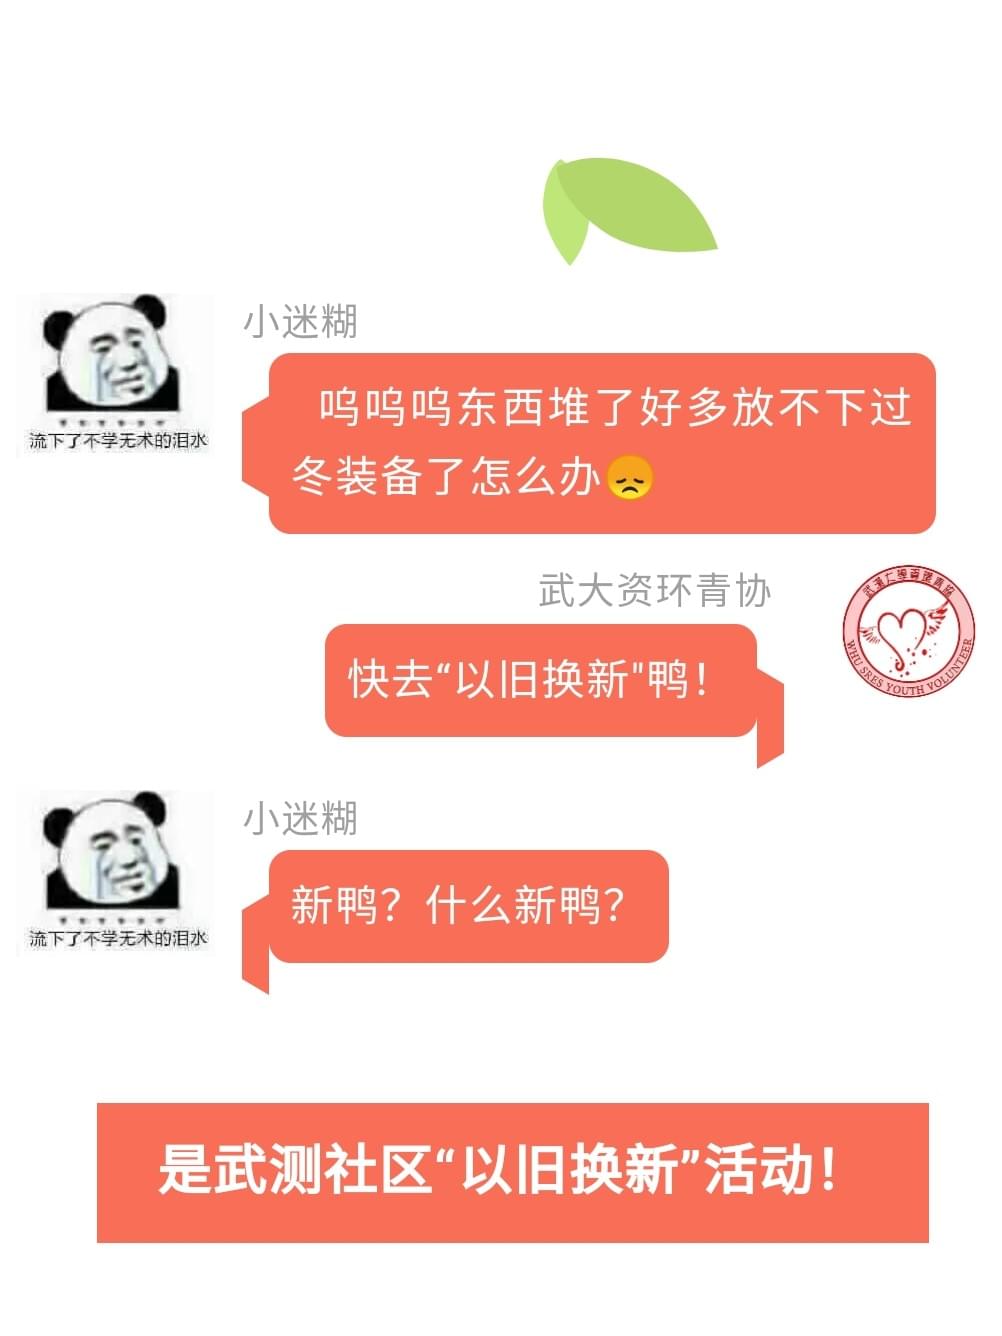 小迷糊
呜呜呜东西堆了好多放不下过
冬装备了怎么办😞
流下了不学无术的泪水
武大资环青协
快去“以旧换新"鸭！
WHU SRES YOUTH VOLUNTEER
小迷糊
新鸭？什么新鸭？
流下了不学无术的泪水
是武测社区“以旧换新”活动！